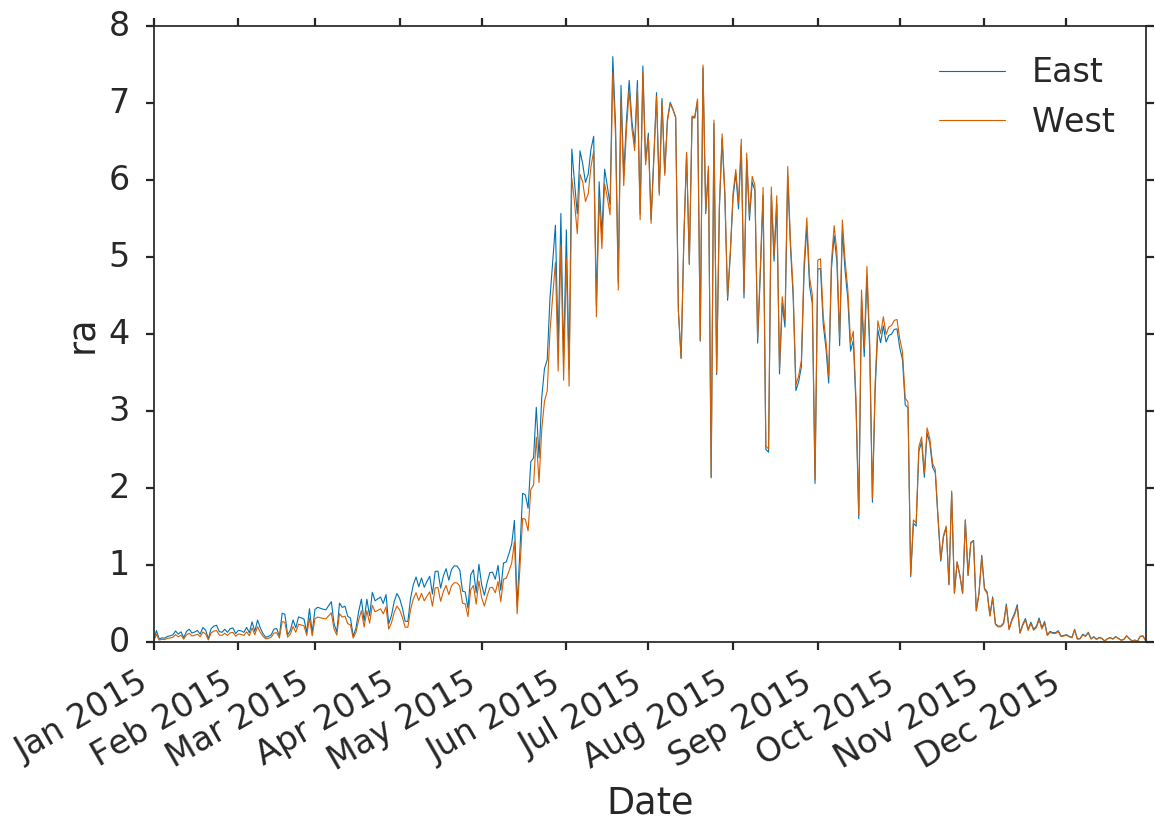 8
7
6
5
4
3
2
1
0
ra
East
West
Jan 2015
Feb 2015
Mar 2015
Apr 2015
May 2015
Jun 2015
Jul 2015
Aug 2015
Sep 2015
Oct 2015
Nov 2015
Dec 2015
Date